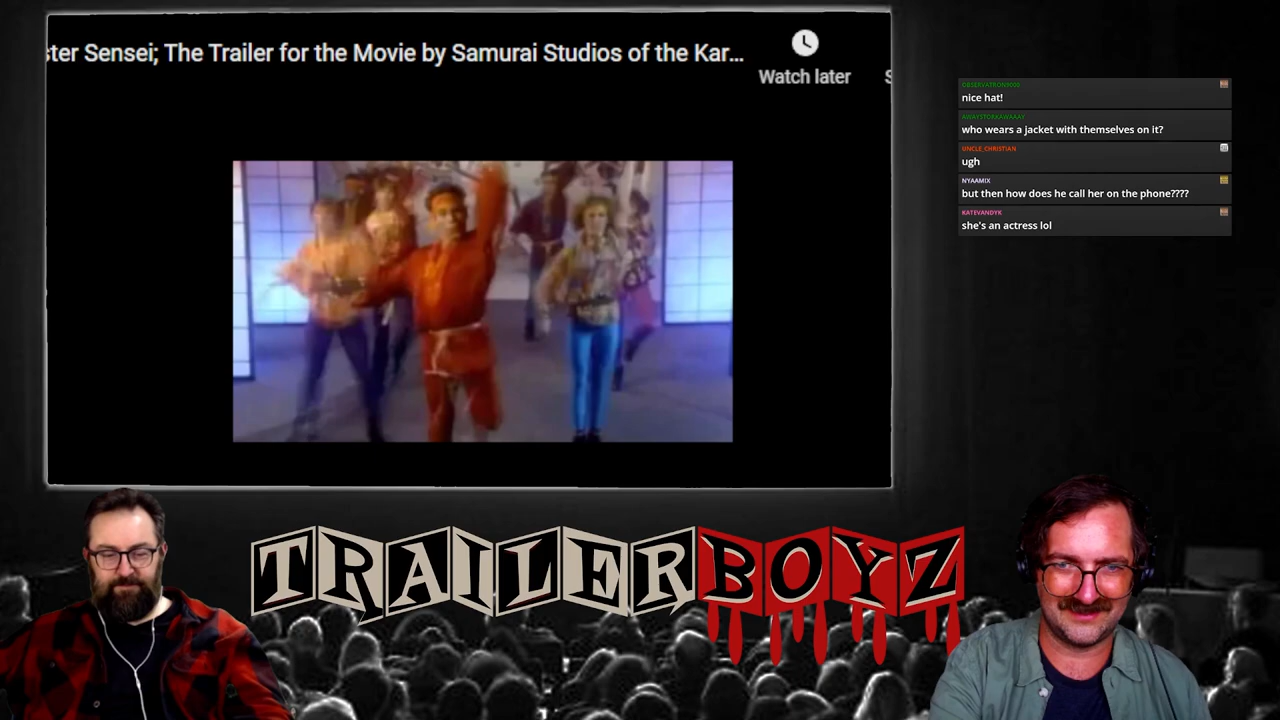 ster Sensei; The Trailer for the Movie by Samurai Studios of the Kar...
Watch later
nice hat!
who wears a jacket with themselves on it?
UNCLE_CHRISTIAN
ugh
NYAAMIX
but then how does he call her on the phone????
KATEVANDYK
she's an actress lol
TRAILERBOYZ